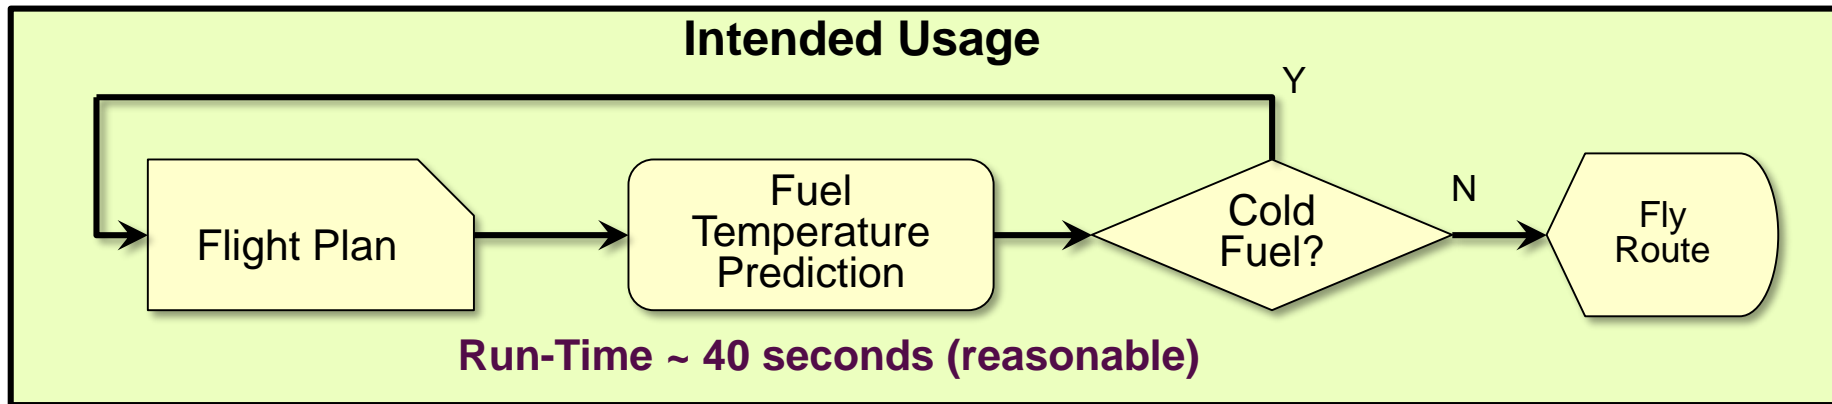 Intended Usage
Y
Flight Plan
Fuel
Temperature
Prediction
Cold
Fuel?
N
Fly
Route
Run-Time ~ 40 seconds (reasonable)